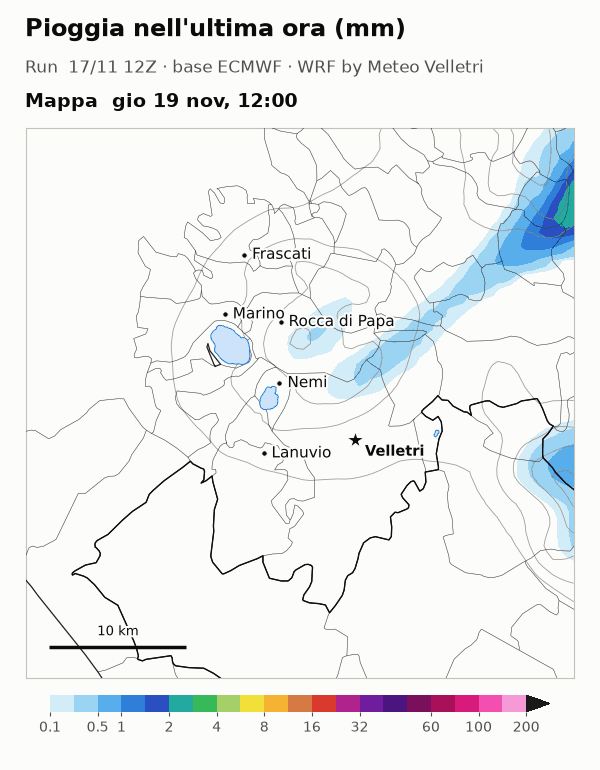 Pioggia nell'ultima ora (mm)
Run  17/11 12Z · base ECMWF · WRF by Meteo Velletri
Mappa  gio 19 nov, 12:00
Frascati
Marino
Rocca di Papa
Nemi
Velletri
Lanuvio
10 km
0.1 0.5 1 2 4 8 16 32 60 100 200